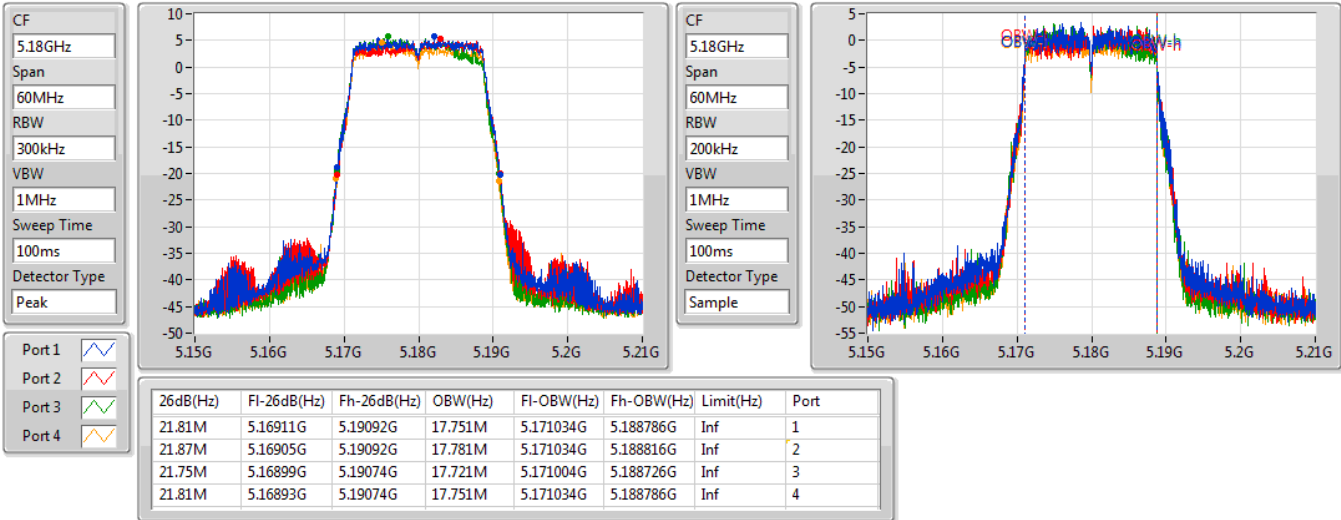 CF
5.18GHz
Span
60MHz
RBW
300kHz
VBW
1MHz
Sweep Time
100ms
Detector Type
Peak
10
5
0
-5
-10
-15
-20
-25
-30
-35
-40
-45
-50
5.15G 5.16G 5.17G 5.18G 5.19G 5.2G 5.21G
CF
5.18GHz
Span
60MHz
RBW
200kHz
VBW
1MHz
Sweep Time
100ms
Detector Type
Sample
5
0
-5
-10
-15
-20
-25
-30
-35
-40
-45
-50
-55
5.15G 5.16G 5.17G 5.18G 5.19G 5.2G 5.21G
Port 1
Port 2
Port 3
Port 4
26dB(Hz) Fl-26dB(Hz) Fh-26dB(Hz) OBW(Hz) Fl-OBW(Hz) Fh-OBW(Hz) Limit(Hz) Port
21.81M 5.16911G 5.19092G 17.751M 5.171034G 5.188786G Inf 1
21.87M 5.16905G 5.19092G 17.781M 5.171034G 5.188816G Inf 2
21.75M 5.16899G 5.19074G 17.721M 5.171004G 5.188726G Inf 3
21.81M 5.16893G 5.19074G 17.751M 5.171034G 5.188786G Inf 4